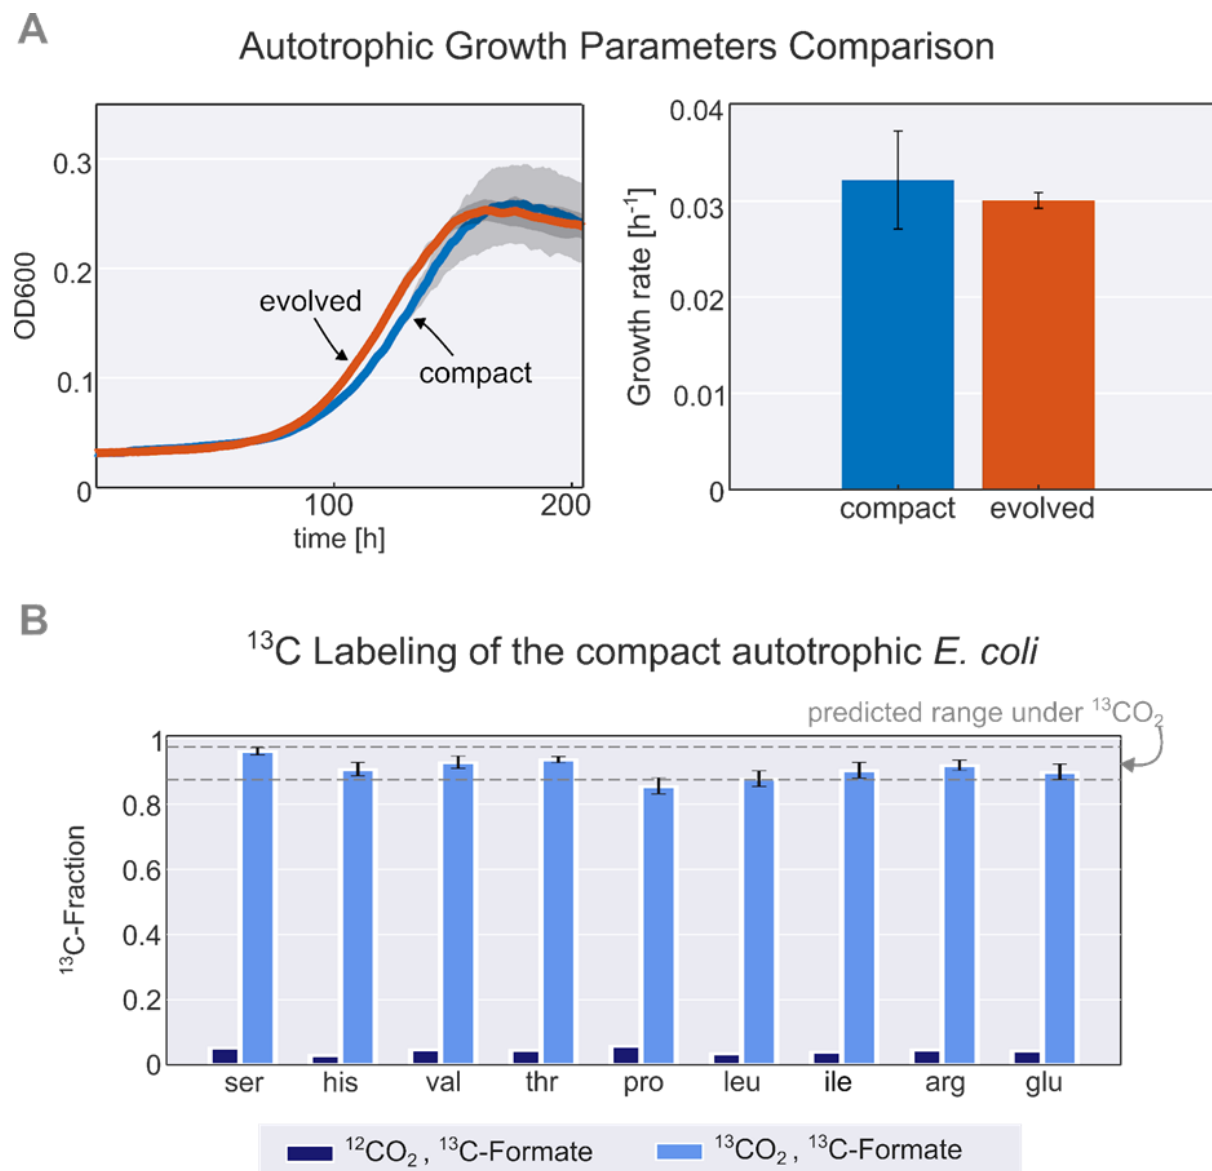 A
Autotrophic Growth Parameters Comparison
0.3
0.2
0.1
0
OD600
evolved
compact
100
200
time [h]
0.04
0.03
0.02
0.01
0
Growth rate [h⁻¹]
compact
evolved
B
¹³C Labeling of the compact autotrophic E. coli
predicted range under ¹³CO₂
1
0.8
0.6
0.4
0.2
0
¹³C-Fraction
ser his val thr pro leu ile arg glu
¹²CO₂ , ¹³C-Formate
¹³CO₂ , ¹³C-Formate